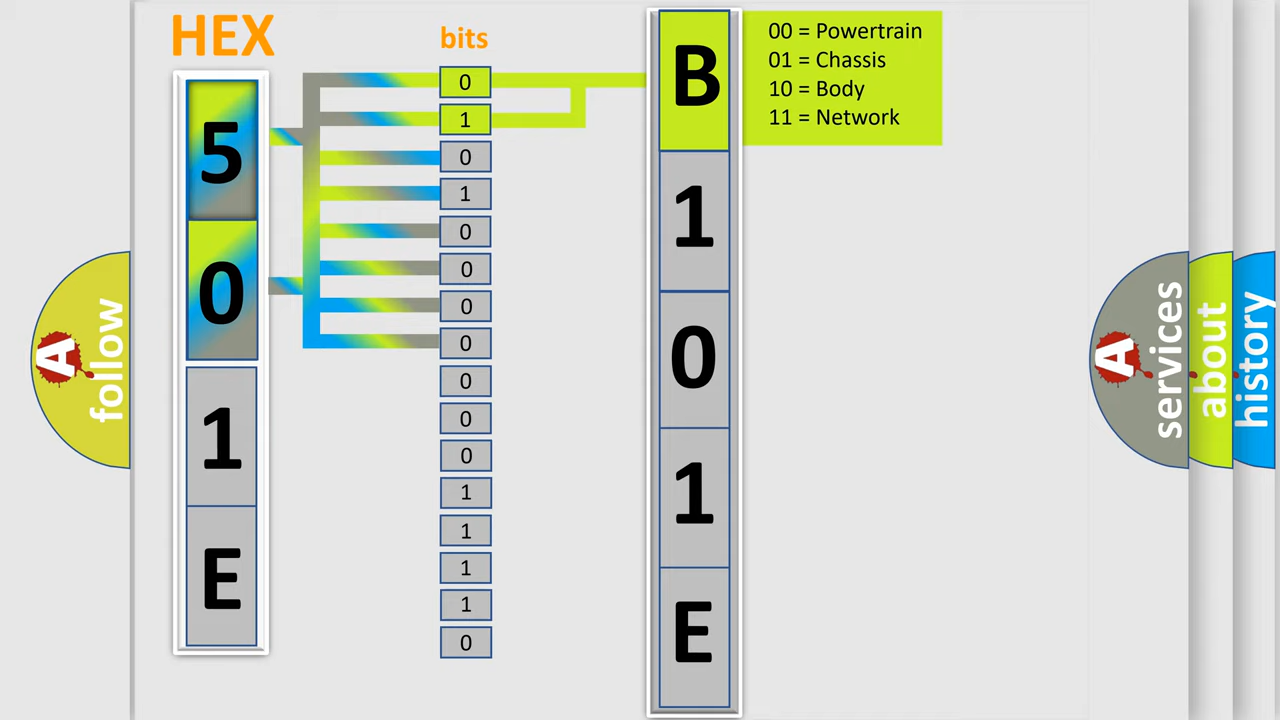 HEX
bits
5
0
1
E
0
1
0
1
0
0
0
0
0
0
0
1
1
1
1
0
B
1
0
1
E
00 = Powertrain
01 = Chassis
10 = Body
11 = Network
A
follow
A
services
about
history